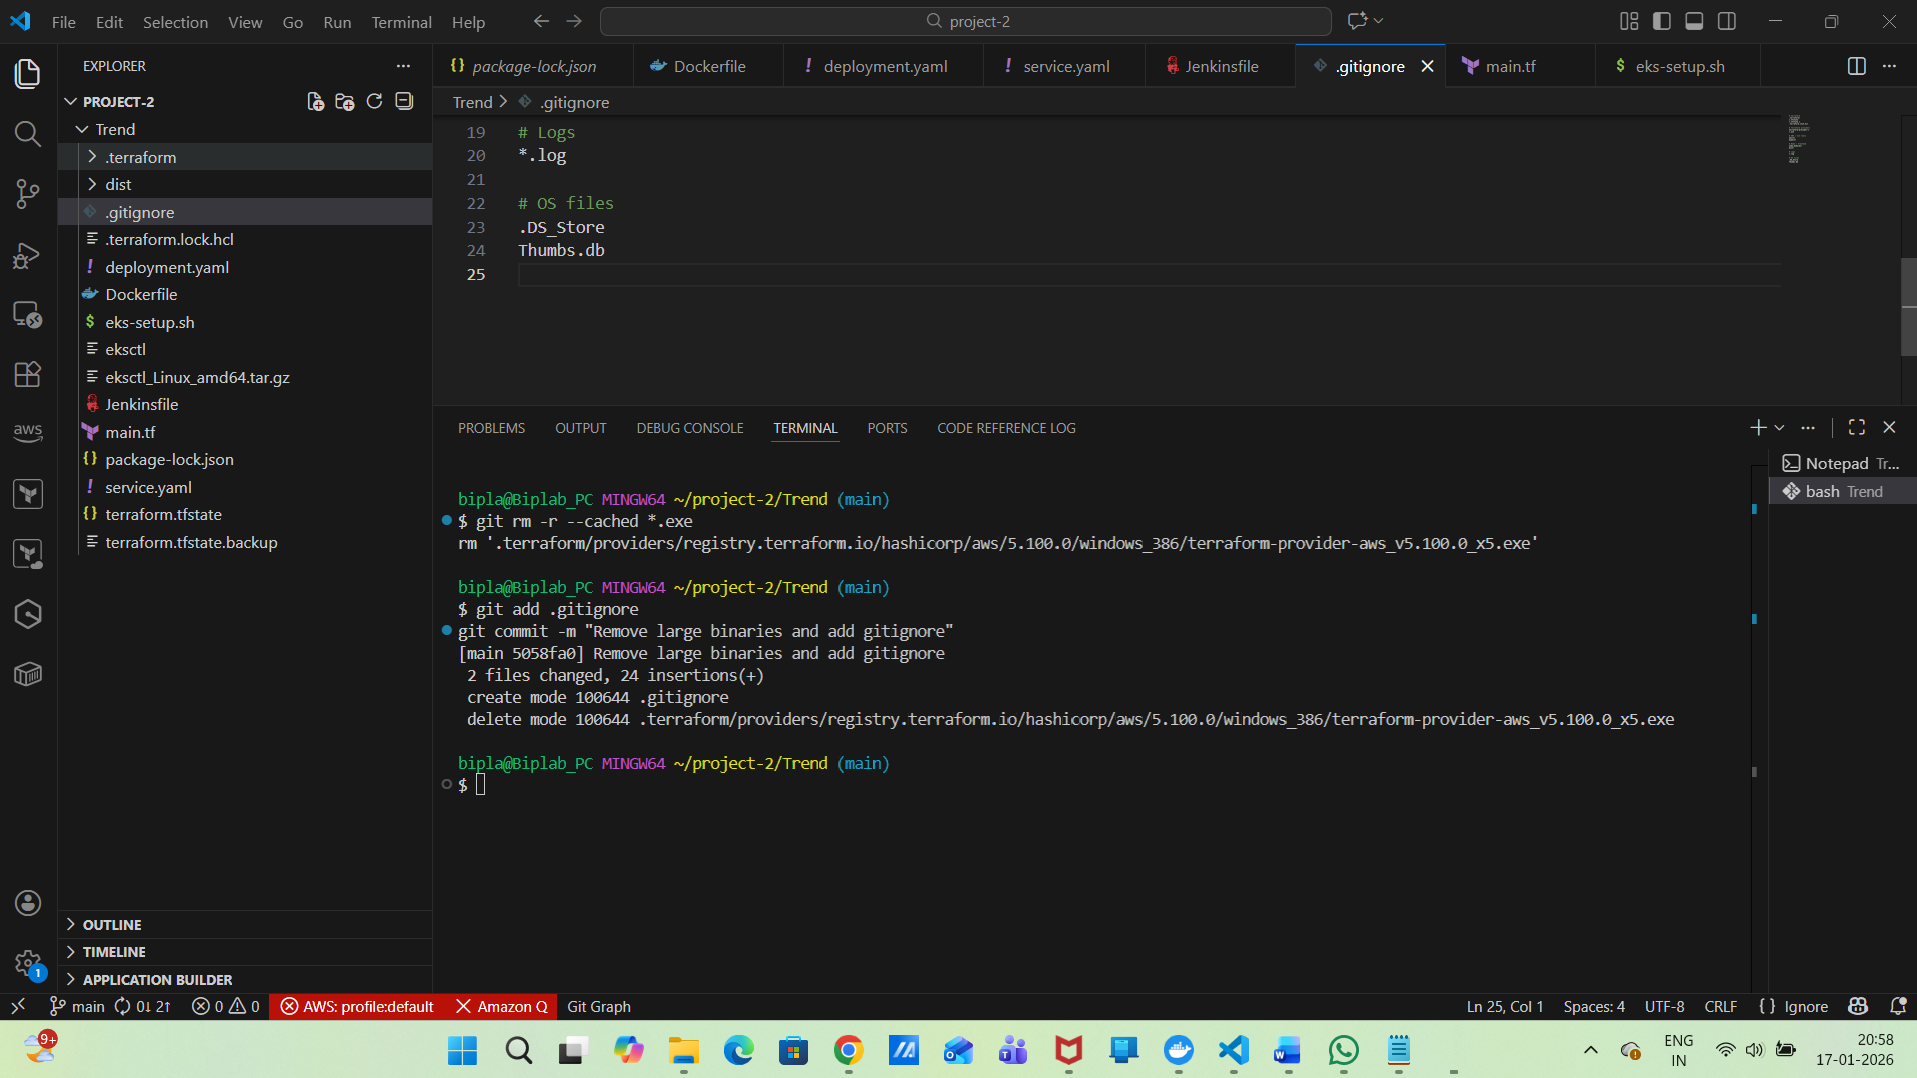 File Edit Selection View Go Run Terminal Help
project-2
EXPLORER
PROJECT-2
Trend
.terraform
dist
.gitignore
.terraform.lock.hcl
deployment.yaml
Dockerfile
eks-setup.sh
eksctl
eksctl_Linux_amd64.tar.gz
Jenkinsfile
main.tf
package-lock.json
service.yaml
terraform.tfstate
terraform.tfstate.backup
OUTLINE
TIMELINE
APPLICATION BUILDER
aws
1
package-lock.json Dockerfile deployment.yaml service.yaml Jenkinsfile .gitignore main.tf eks-setup.sh
Trend > .gitignore
19 # Logs
20 *.log
21
22 # OS files
23 .DS_Store
24 Thumbs.db
25
PROBLEMS OUTPUT DEBUG CONSOLE TERMINAL PORTS CODE REFERENCE LOG
Notepad Tr...
bash Trend
bipla@Biplab_PC MINGW64 ~/project-2/Trend (main)
$ git rm -r --cached *.exe
rm '.terraform/providers/registry.terraform.io/hashicorp/aws/5.100.0/windows_386/terraform-provider-aws_v5.100.0_x5.exe'
bipla@Biplab_PC MINGW64 ~/project-2/Trend (main)
$ git add .gitignore
git commit -m "Remove large binaries and add gitignore"
[main 5058fa0] Remove large binaries and add gitignore
2 files changed, 24 insertions(+)
create mode 100644 .gitignore
delete mode 100644 .terraform/providers/registry.terraform.io/hashicorp/aws/5.100.0/windows_386/terraform-provider-aws_v5.100.0_x5.exe
bipla@Biplab_PC MINGW64 ~/project-2/Trend (main)
$
main 0↓ 2↑ 0 0 AWS: profile:default Amazon Q Git Graph Ln 25, Col 1 Spaces: 4 UTF-8 CRLF {} Ignore
9+
ENG
IN
20:58
17-01-2026